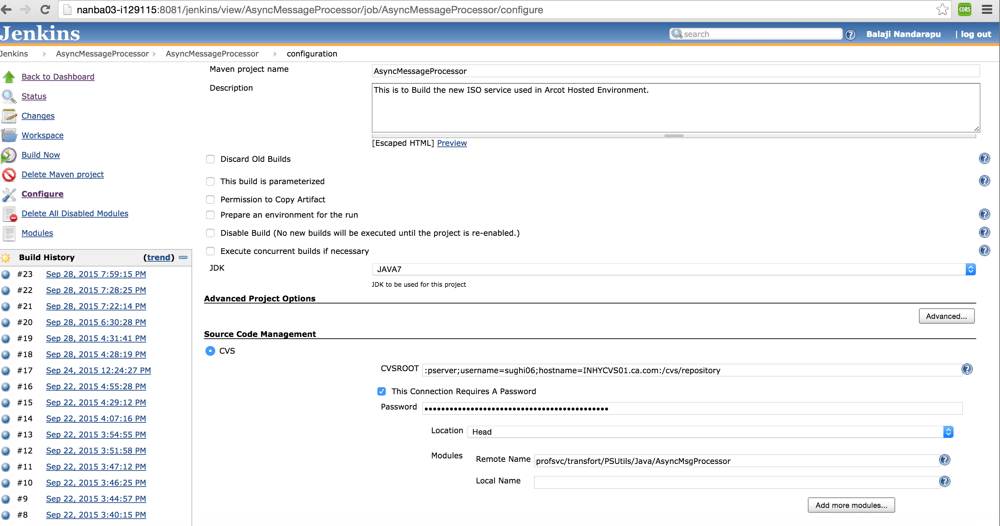 nanba03-i129115:8081/jenkins/view/AsyncMessageProcessor/job/AsyncMessageProcessor/configure
CORS
Jenkins
search
Balaji Nandarapu
| log out
Jenkins
AsyncMessageProcessor
AsyncMessageProcessor
configuration
Back to Dashboard
Status
Changes
Workspace
Build Now
Delete Maven project
Configure
Delete All Disabled Modules
Modules
Build History (trend)
#23 Sep 28, 2015 7:59:15 PM
#22 Sep 28, 2015 7:28:25 PM
#21 Sep 28, 2015 7:22:14 PM
#20 Sep 28, 2015 6:30:28 PM
#19 Sep 28, 2015 4:31:41 PM
#18 Sep 28, 2015 4:28:19 PM
#17 Sep 24, 2015 12:24:27 PM
#16 Sep 22, 2015 4:55:28 PM
#15 Sep 22, 2015 4:29:12 PM
#14 Sep 22, 2015 4:07:16 PM
#13 Sep 22, 2015 3:54:55 PM
#12 Sep 22, 2015 3:51:58 PM
#11 Sep 22, 2015 3:47:12 PM
#10 Sep 22, 2015 3:46:25 PM
#9 Sep 22, 2015 3:44:57 PM
#8 Sep 22, 2015 3:40:15 PM
Maven project name AsyncMessageProcessor
Description This is to Build the new ISO service used in Arcot Hosted Environment.
[Escaped HTML] Preview
Discard Old Builds
This build is parameterized
Permission to Copy Artifact
Prepare an environment for the run
Disable Build (No new builds will be executed until the project is re-enabled.)
Execute concurrent builds if necessary
JDK JAVA7
JDK to be used for this project
Advanced Project Options
Advanced...
Source Code Management
CVS
CVSROOT :pserver;username=sughi06;hostname=INHYCVS01.ca.com:/cvs/repository
This Connection Requires A Password
Password
Location Head
Modules
Remote Name profsvc/transfort/PSUtils/Java/AsyncMsgProcessor
Local Name
Add more modules...